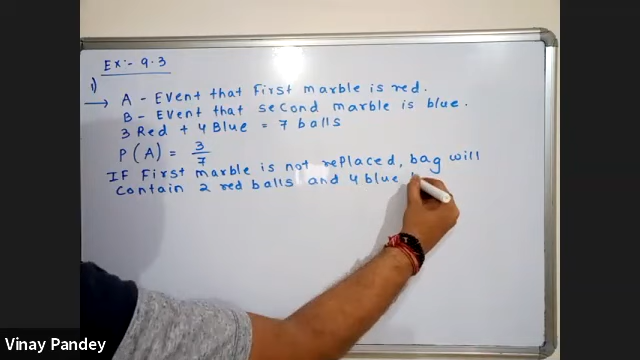 Ex:- 9.3
1)
→ A - Event that First marble is red.
B - Event that second marble is blue.
3 Red + 4 Blue = 7 balls
P(A) = 3/7
IF First marble is not replaced, bag will
contain 2 red balls and 4 blue b
Vinay Pandey